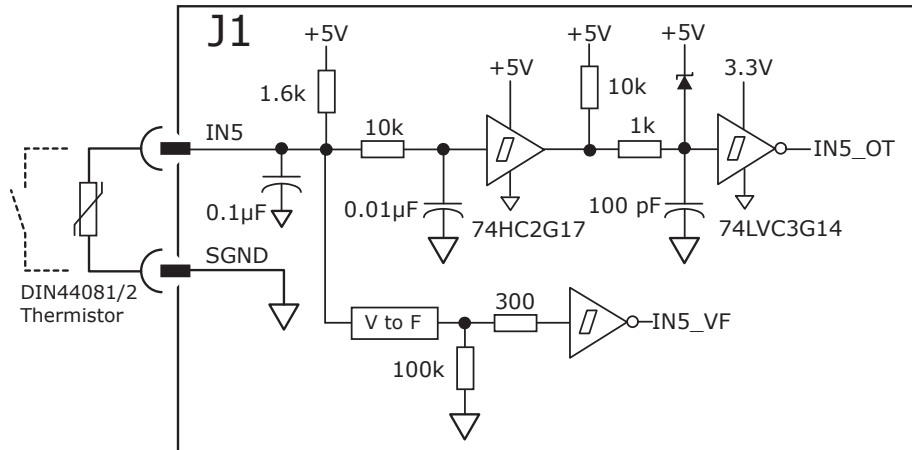 J1
+5V
+5V
+5V
+5V
3.3V
1.6k
10k
IN5
10k
1k
IN5_OT
0.1µF
0.01µF
74HC2G17
100 pF
74LVC3G14
SGND
DIN44081/2
Thermistor
V to F
300
IN5_VF
100k